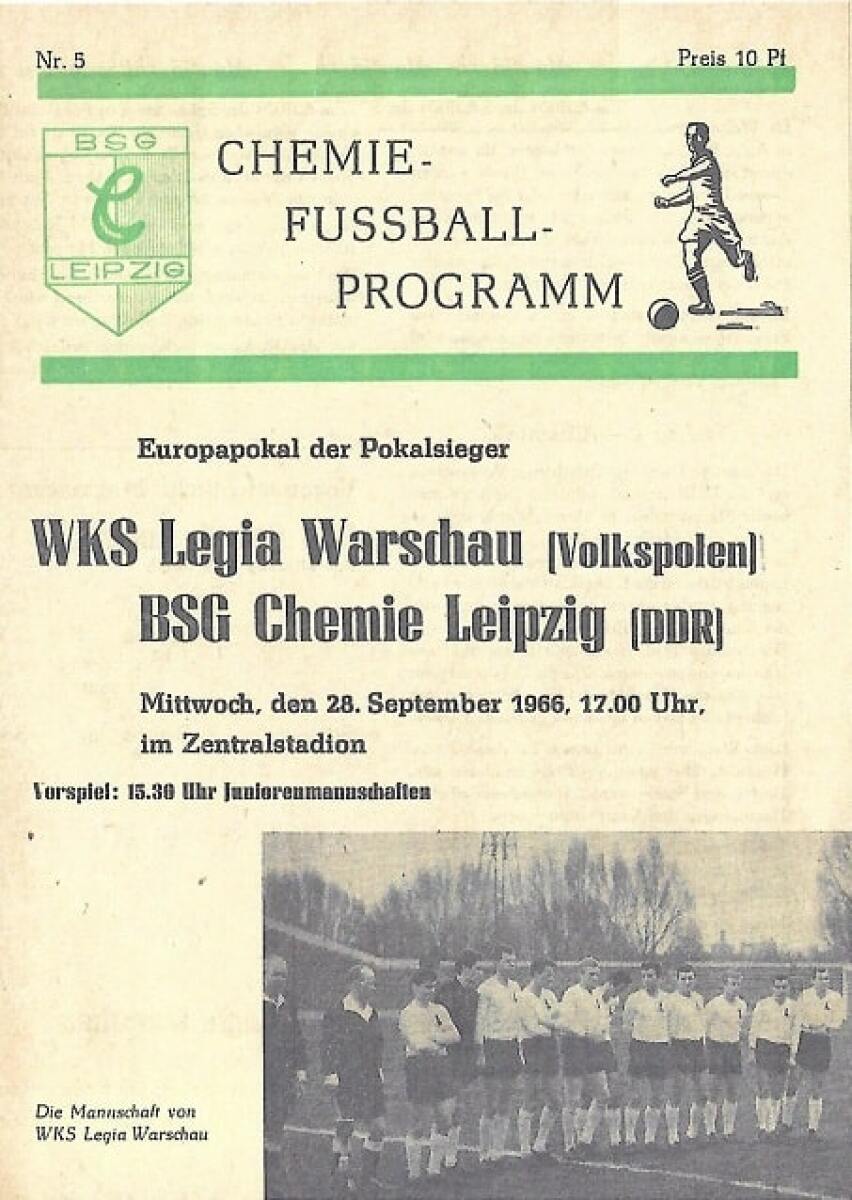 Nr. 5
Preis 10 Pf
BSG
LEIPZIG
CHEMIE-
FUSSBALL-
PROGRAMM
Europapokal der Pokalsieger
WKS Legia Warschau (Volkspolen)
BSG Chemie Leipzig (DDR)
Mittwoch, den 28. September 1966, 17.00 Uhr,
im Zentralstadion
Vorspiel: 15.30 Uhr Juniorenmannschaften
Die Mannschaft von
WKS Legia Warschau